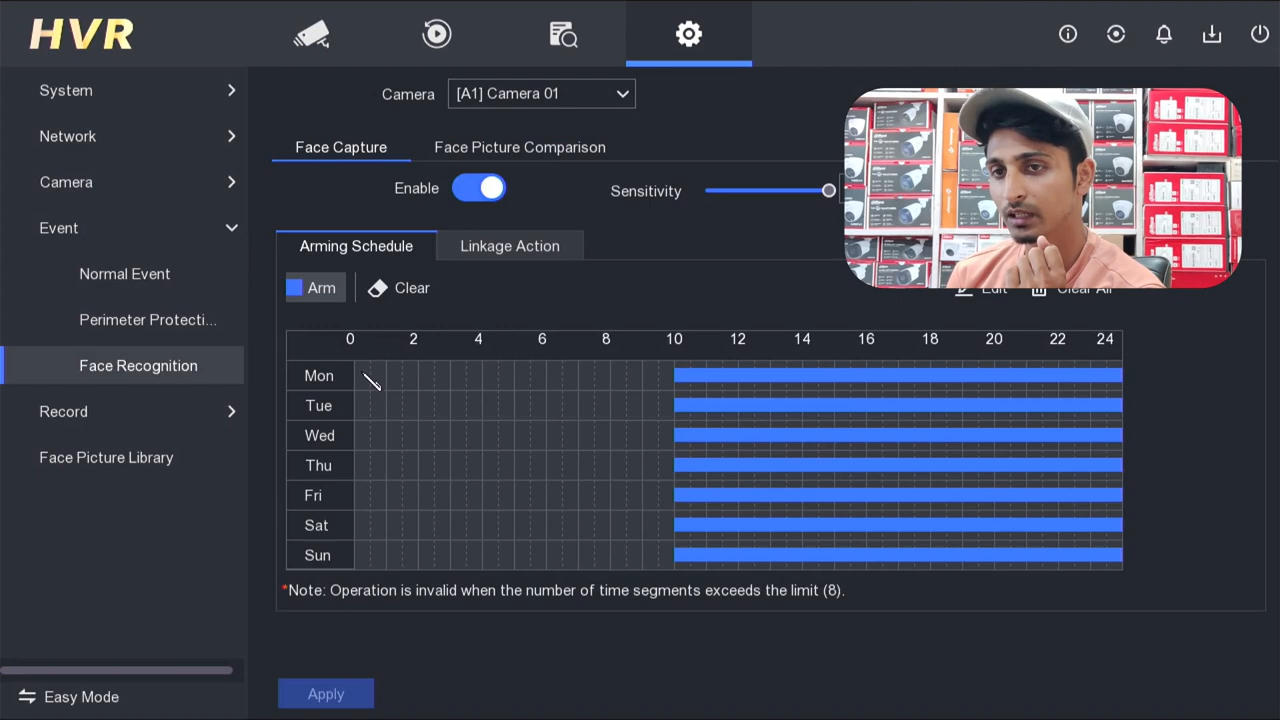 HVR
System
Network
Camera
Event
Normal Event
Perimeter Protecti...
Face Recognition
Record
Face Picture Library
Easy Mode
Camera [A1] Camera 01
Face Capture Face Picture Comparison
Enable Sensitivity
Arming Schedule Linkage Action
Arm Clear Edit Clear All
0 2 4 6 8 10 12 14 16 18 20 22 24
Mon
Tue
Wed
Thu
Fri
Sat
Sun
*Note: Operation is invalid when the number of time segments exceeds the limit (8).
Apply